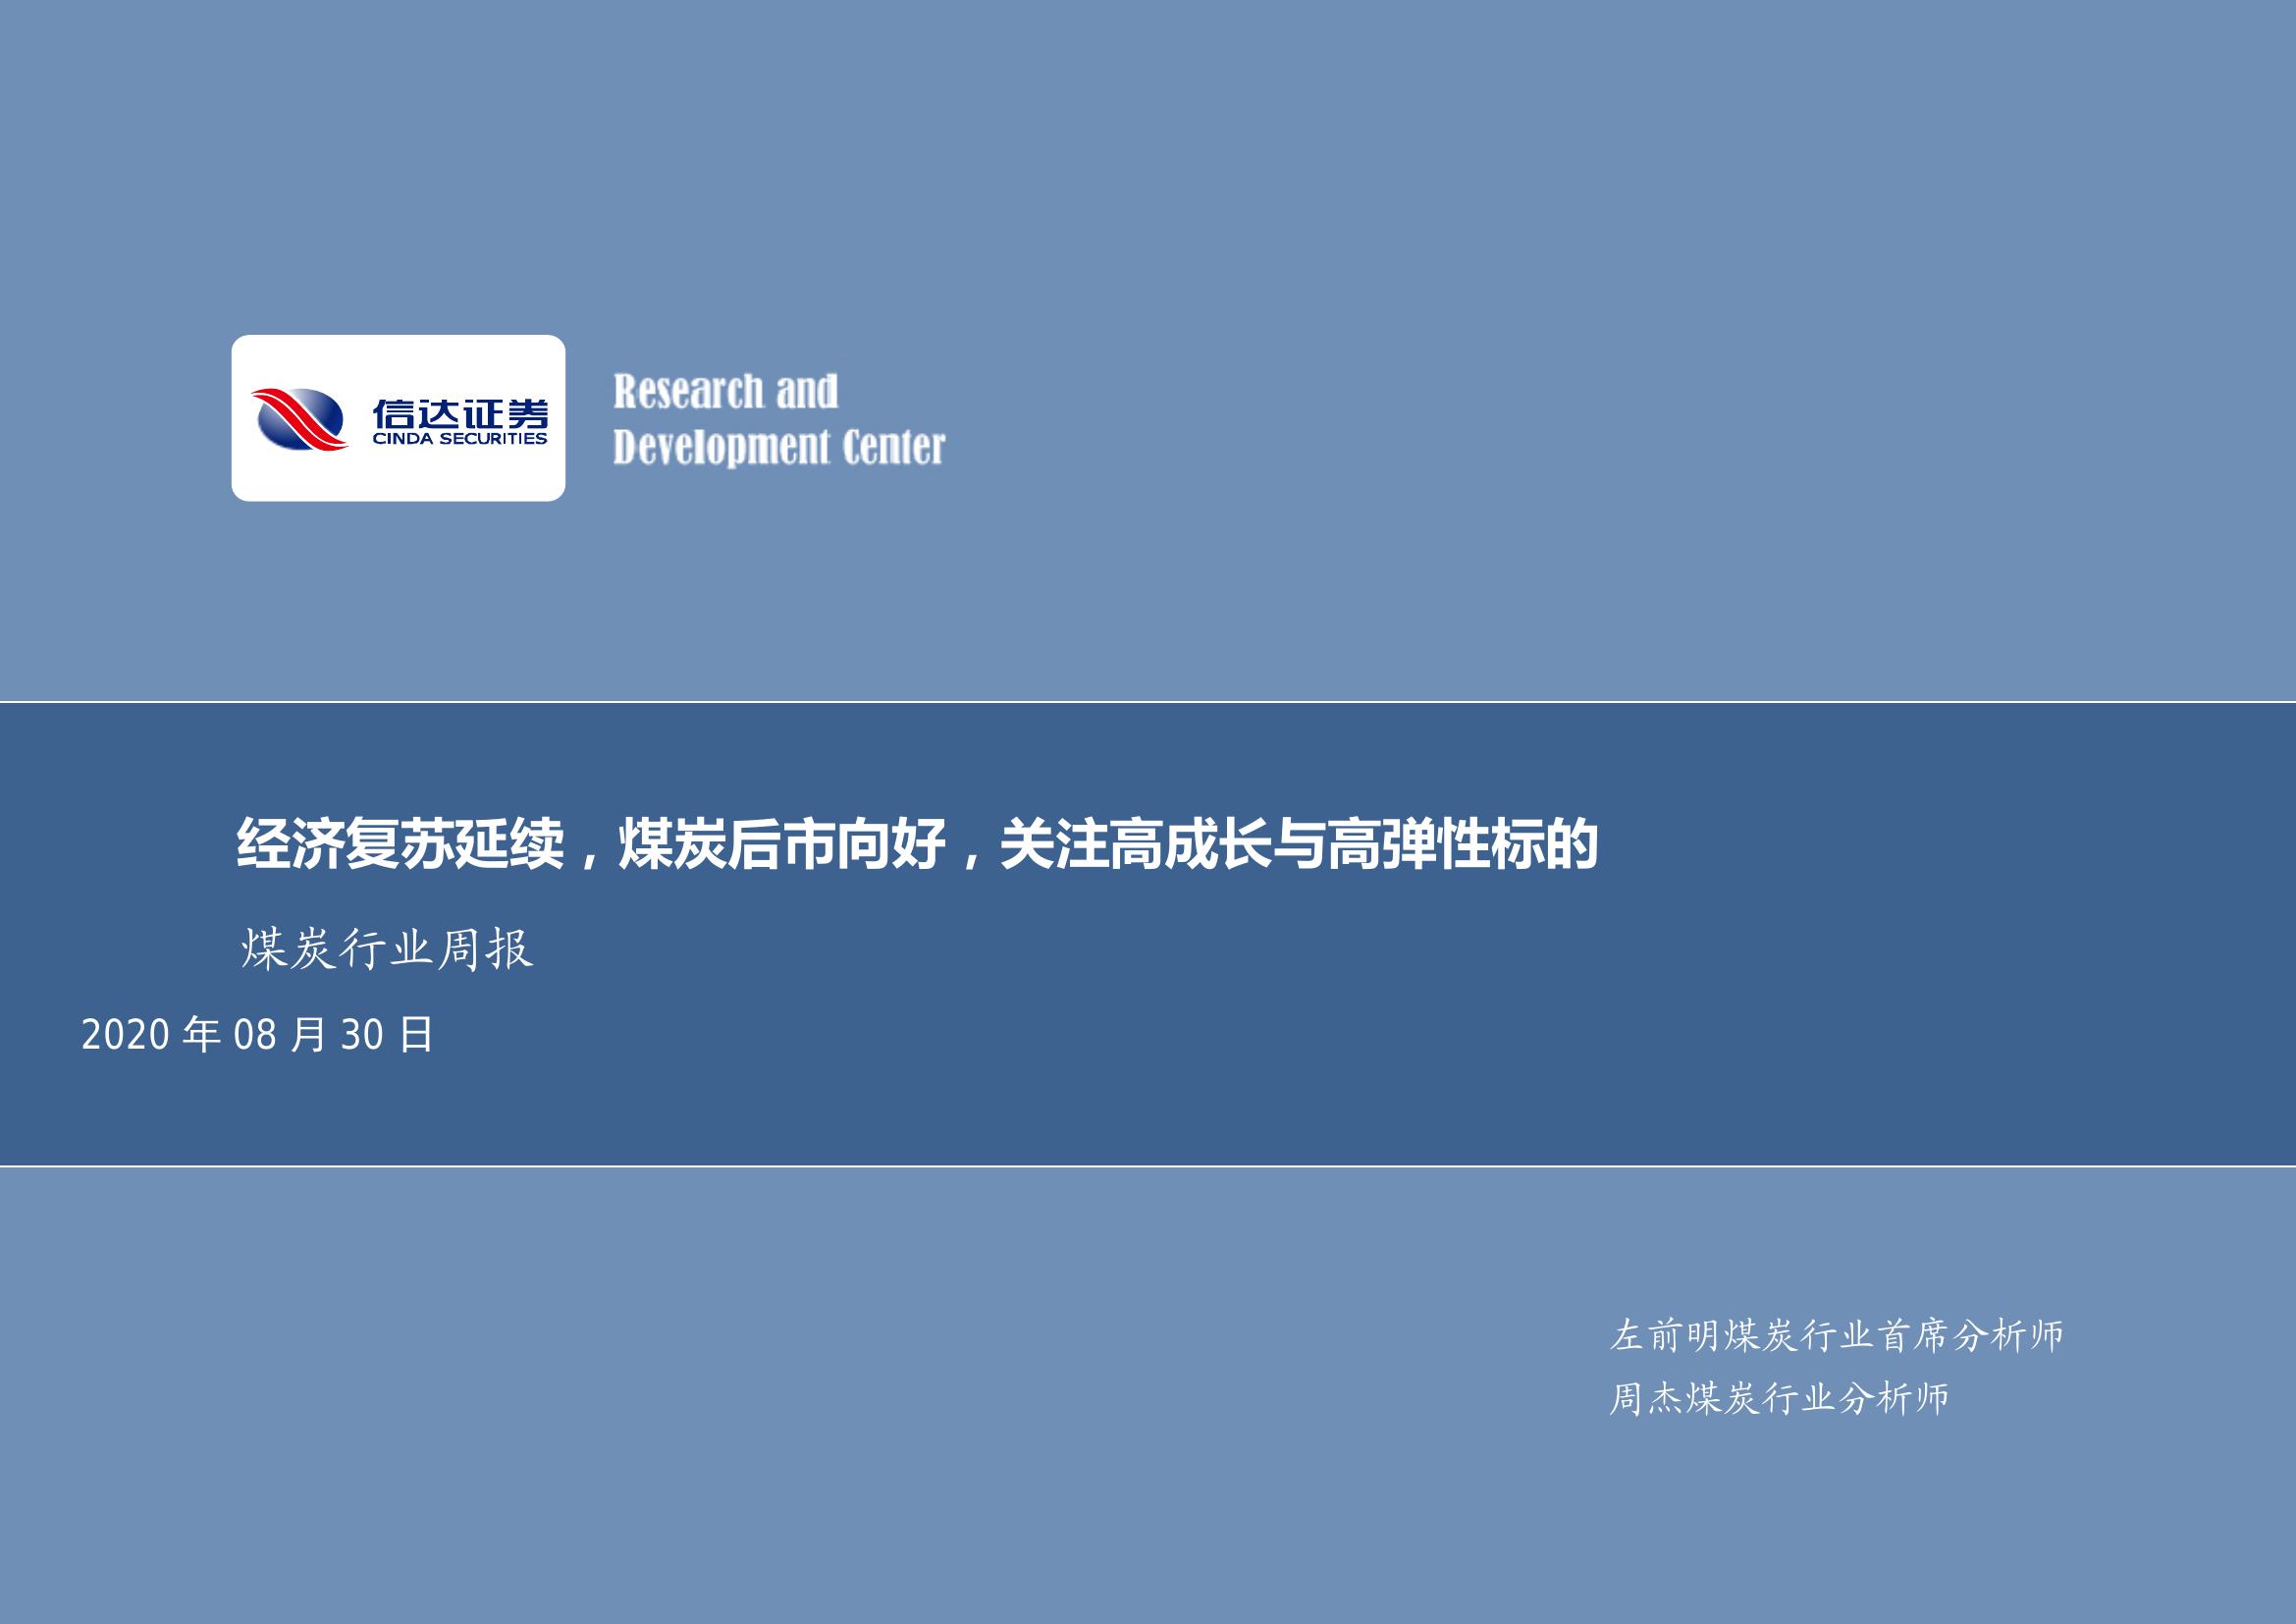 信达证券
CINDA SECURITIES
Research and
Development Center
经济复苏延续，煤炭后市向好，关注高成长与高弹性标的
煤炭行业周报
2020 年 08 月 30 日
左前明煤炭行业首席分析师
周杰煤炭行业分析师